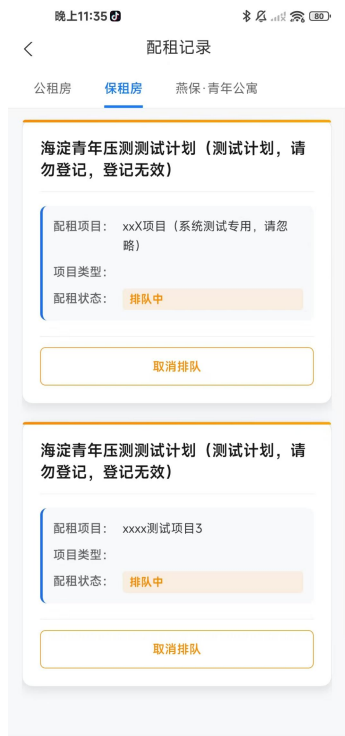 晚上11:35
80
配租记录
公租房 保租房 燕保·青年公寓
海淀青年压测测试计划（测试计划，请
勿登记，登记无效）
配租项目： xxX项目（系统测试专用，请忽
略）
项目类型：
配租状态： 排队中
取消排队
海淀青年压测测试计划（测试计划，请
勿登记，登记无效）
配租项目： xxxx测试项目3
项目类型：
配租状态： 排队中
取消排队